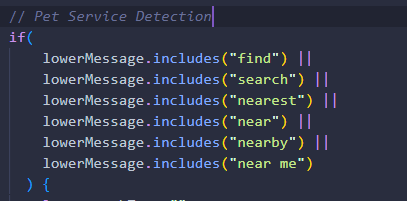 // Pet Service Detection
if(
lowerMessage.includes("find") ||
lowerMessage.includes("search") ||
lowerMessage.includes("nearest") ||
lowerMessage.includes("near") ||
lowerMessage.includes("nearby") ||
lowerMessage.includes("near me")
) {